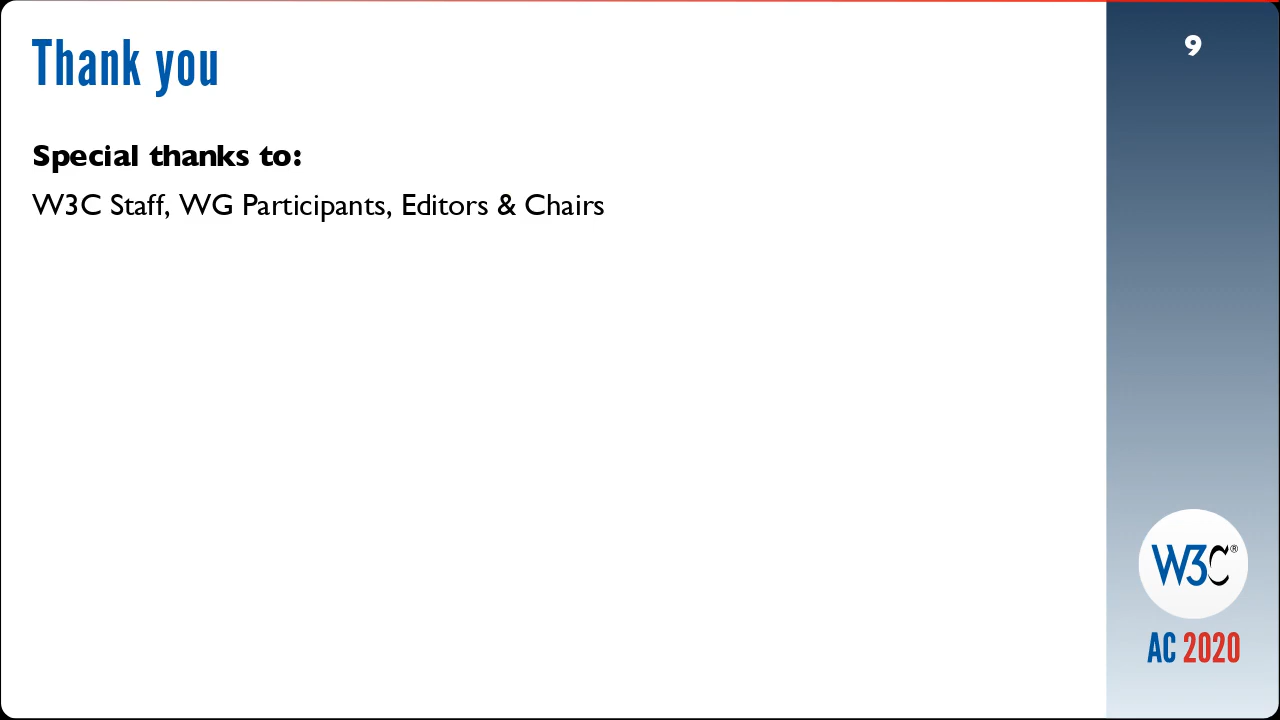 Thank you
9
Special thanks to:
W3C Staff, WG Participants, Editors & Chairs
W3C®
AC 2020